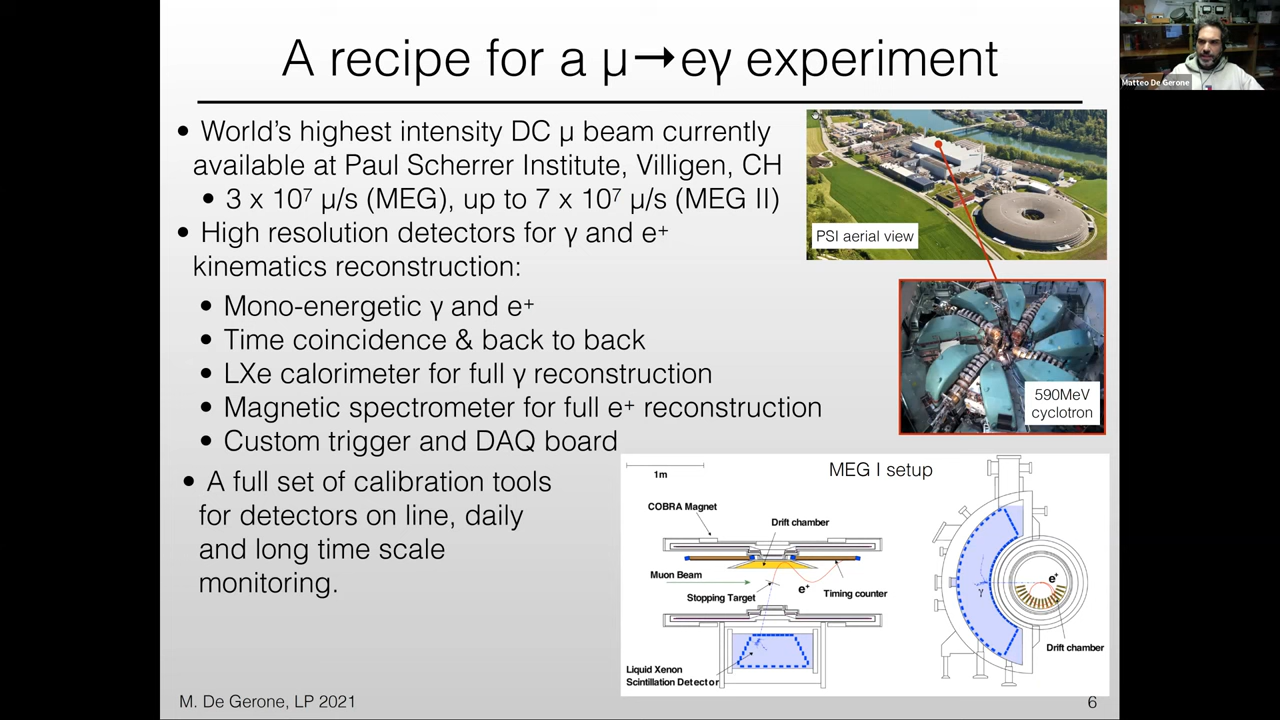 A recipe for a µ→eγ experiment
Matteo De Gerone
• World's highest intensity DC µ beam currently
available at Paul Scherrer Institute, Villigen, CH
• 3 x 10⁷ µ/s (MEG), up to 7 x 10⁷ µ/s (MEG II)
• High resolution detectors for γ and e⁺
kinematics reconstruction:
• Mono-energetic γ and e⁺
• Time coincidence & back to back
• LXe calorimeter for full γ reconstruction
• Magnetic spectrometer for full e⁺ reconstruction
• Custom trigger and DAQ board
• A full set of calibration tools
for detectors on line, daily
and long time scale
monitoring.
PSI aerial view
590MeV
cyclotron
MEG I setup
1m
COBRA Magnet
Drift chamber
Muon Beam
Stopping Target
e⁺
Timing counter
Liquid Xenon
Scintillation Detector
γ
e⁺
Drift chamber
M. De Gerone, LP 2021
6